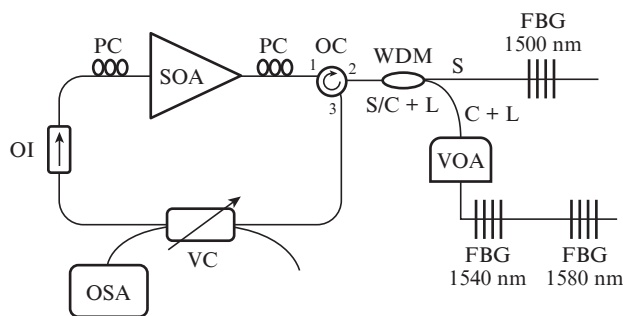 FBG
1500 nm
PC
SOA
PC
OC
1
2
3
WDM
S
S/C + L
C + L
OI
VOA
VC
OSA
FBG
1540 nm
FBG
1580 nm